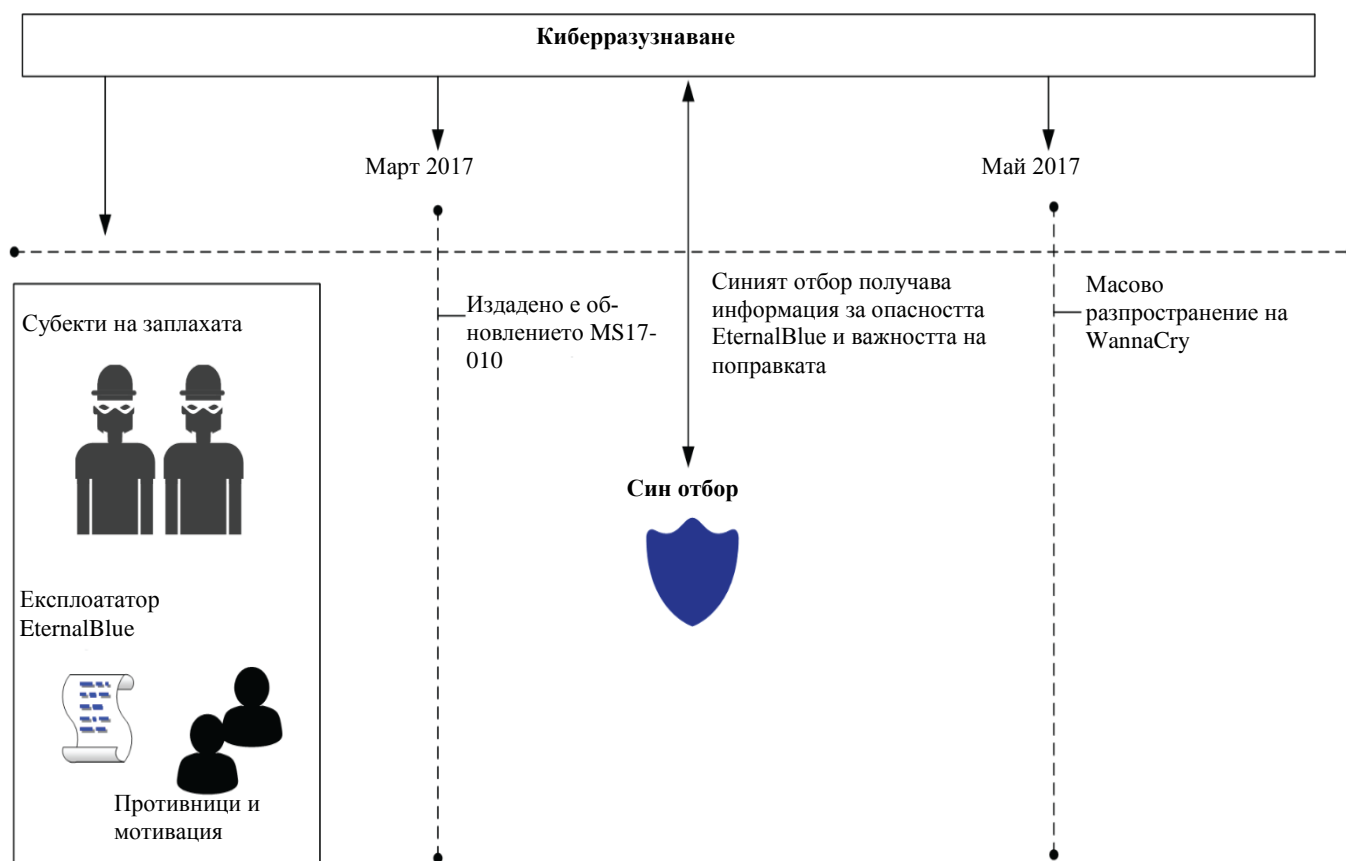 Киберразузнаване
Март 2017
Май 2017
Субекти на заплахата
Издадено е об-
новлението MS17-
010
Синият отбор получава
информация за опасността
EternalBlue и важността на
поправката
Масово
разпространение на
WannaCry
Син отбор
Експлоататор
EternalBlue
Противници и
мотивация